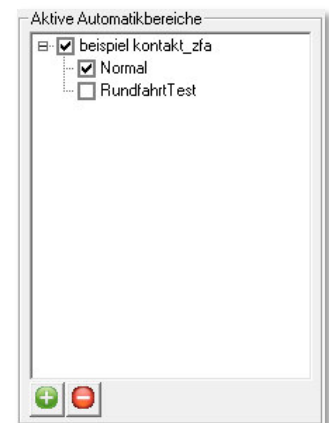 Aktive Automatikbereiche
beispiel kontakt_zfa
Normal
RundfahrtTest